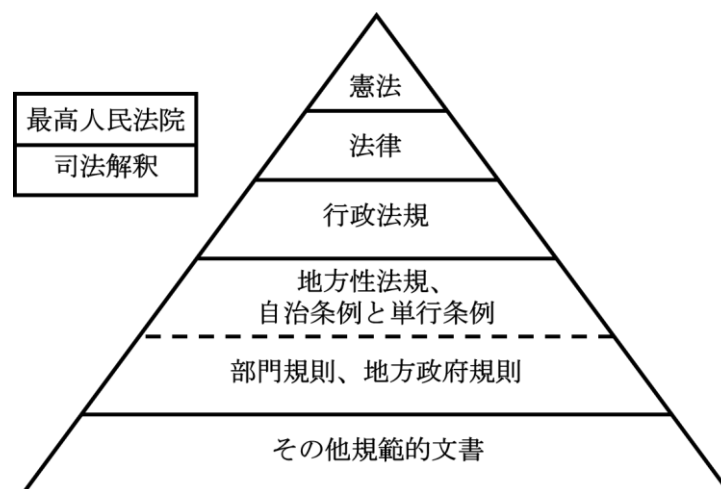 憲法
最高人民法院
司法解釈
法律
行政法規
地方性法規、
自治条例と単行条例
部門規則、地方政府規則
その他規範的文書